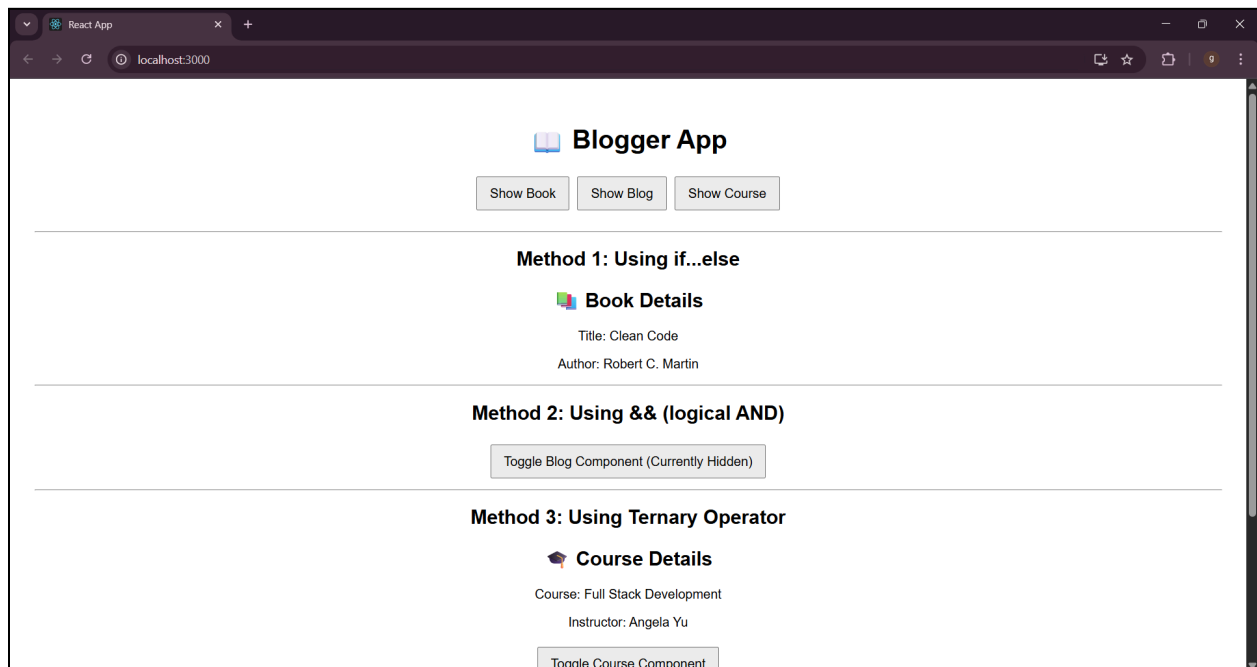 React App
localhost:3000
g
📖 Blogger App
Show Book Show Blog Show Course
Method 1: Using if...else
📚 Book Details
Title: Clean Code
Author: Robert C. Martin
Method 2: Using && (logical AND)
Toggle Blog Component (Currently Hidden)
Method 3: Using Ternary Operator
🎓 Course Details
Course: Full Stack Development
Instructor: Angela Yu
Toggle Course Component